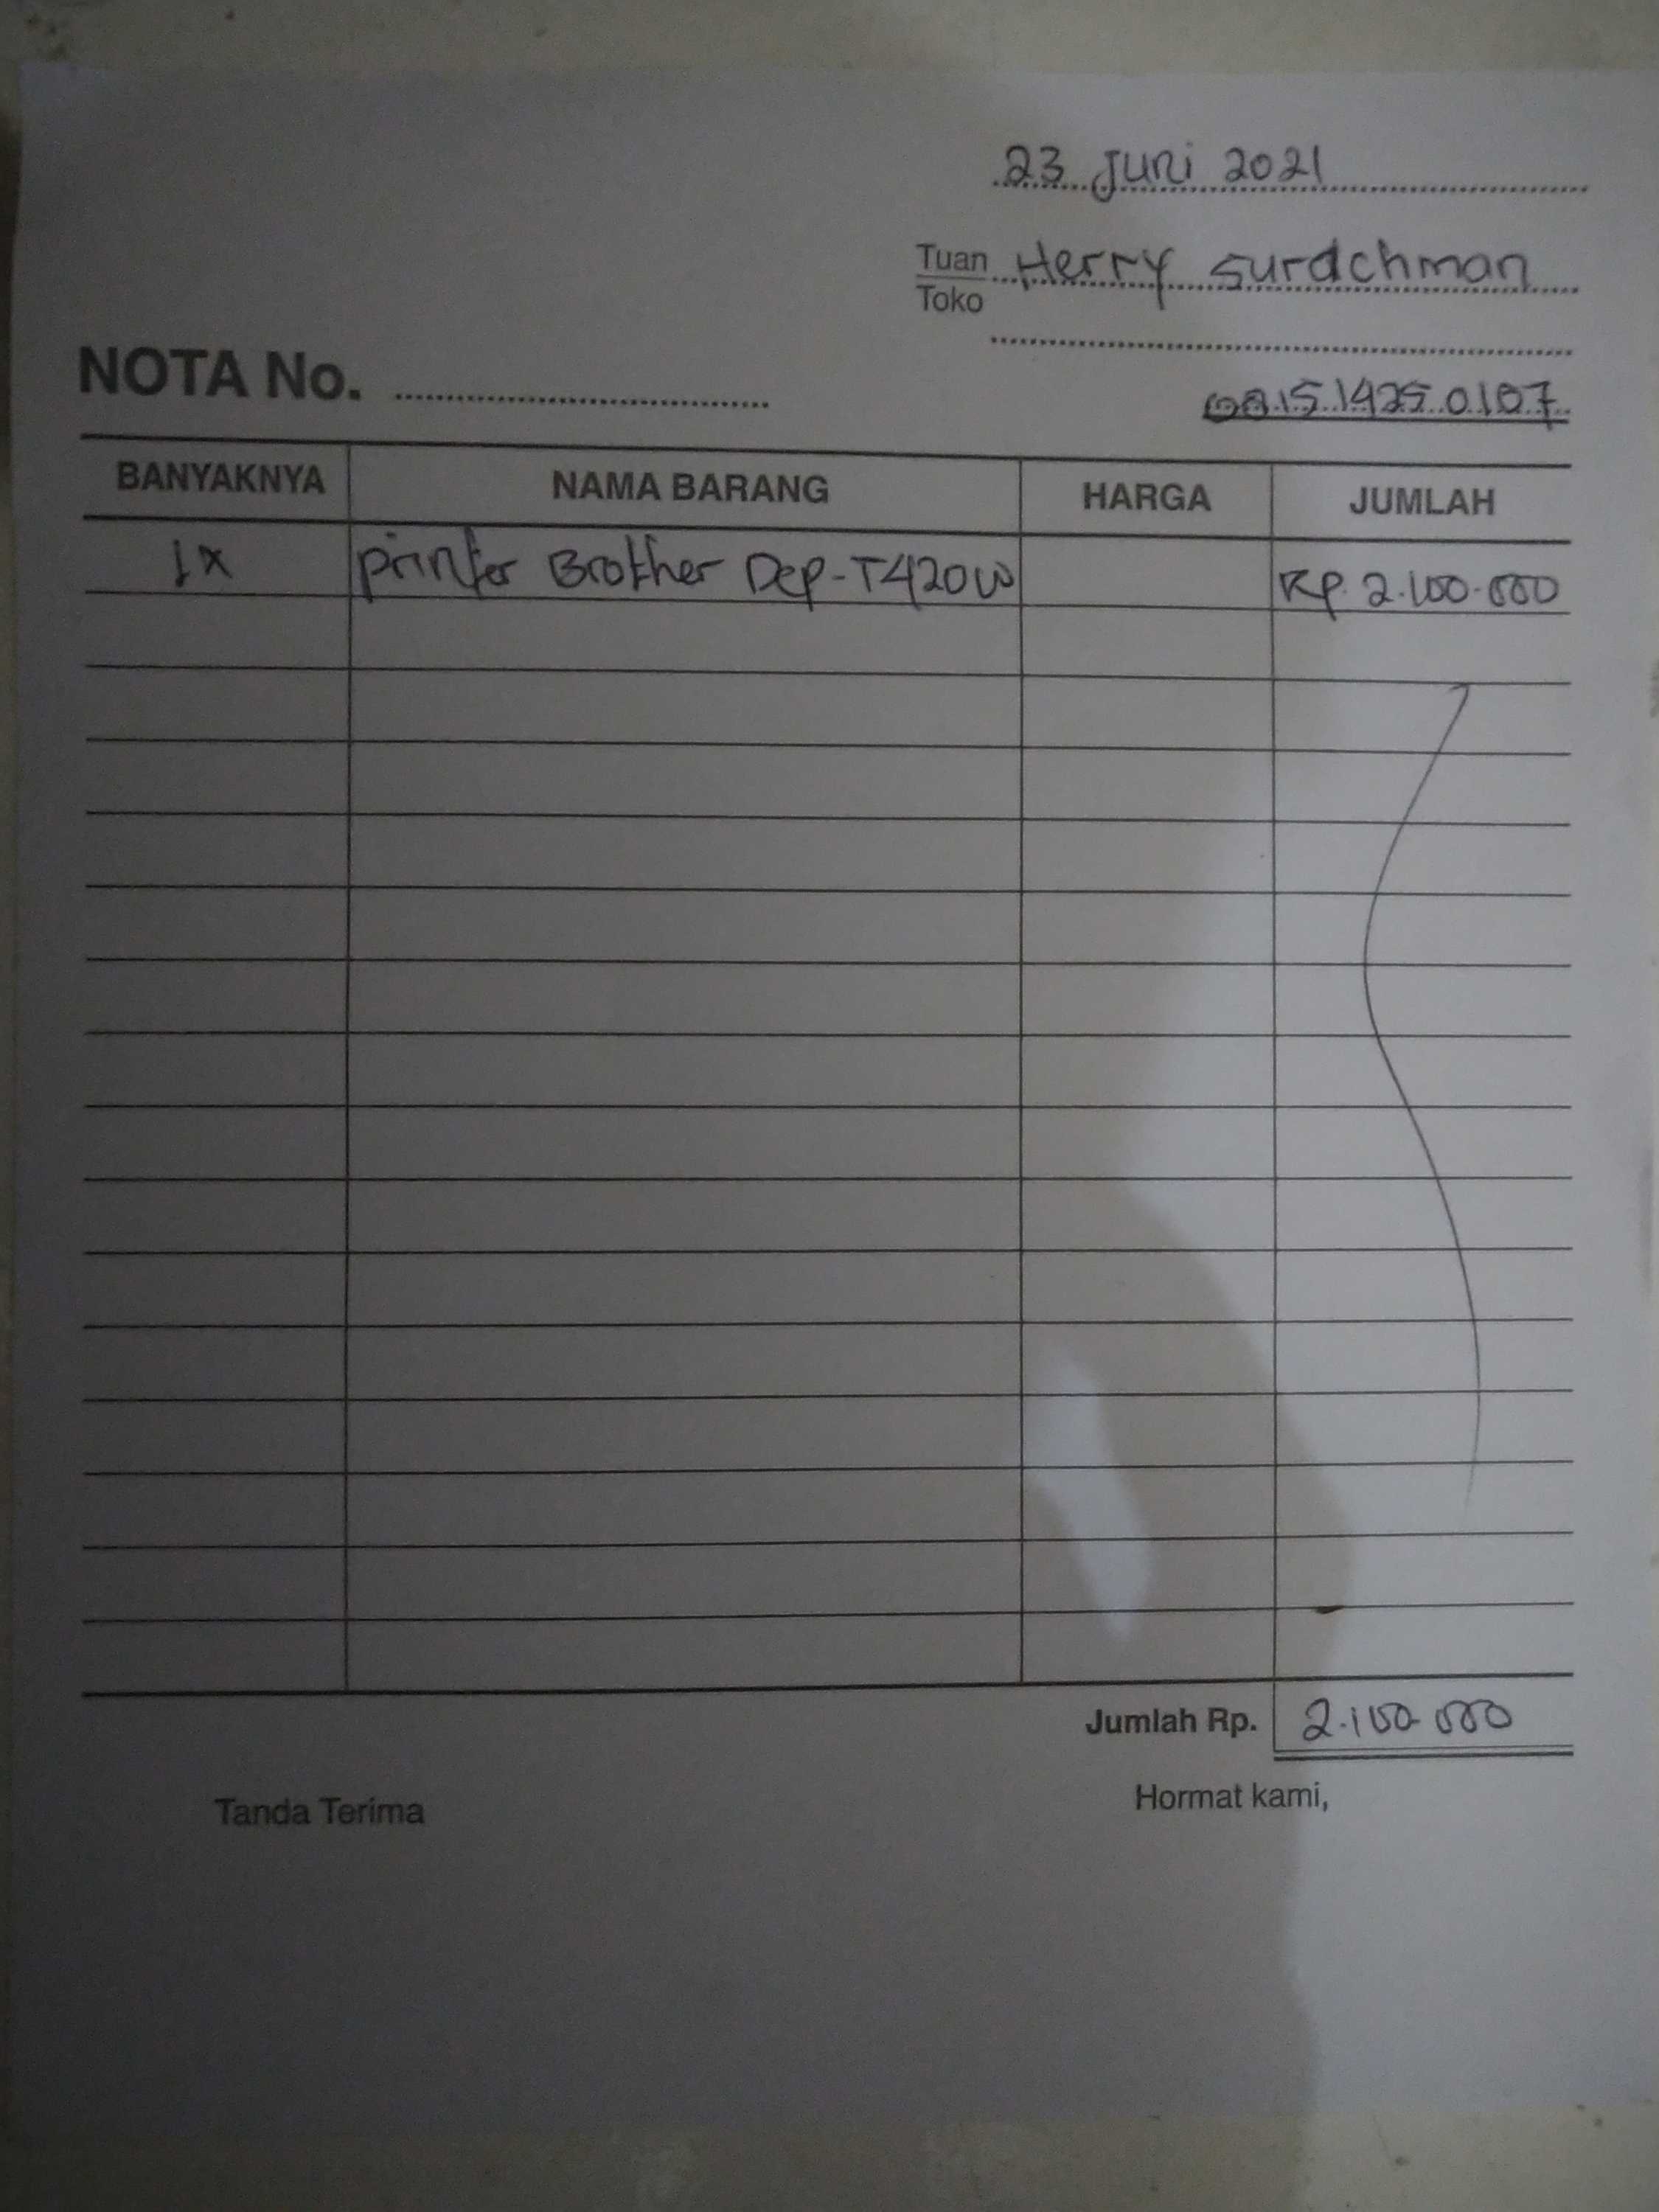 23 Juni 2021
Tuan Herry Surachman
Toko
NOTA No.
0815 1425 0107
BANYAKNYA NAMA BARANG HARGA JUMLAH
1x Printer Brother Dcp-T420W Rp. 2.100.000
Jumlah Rp. 2.100.000
Tanda Terima Hormat kami,